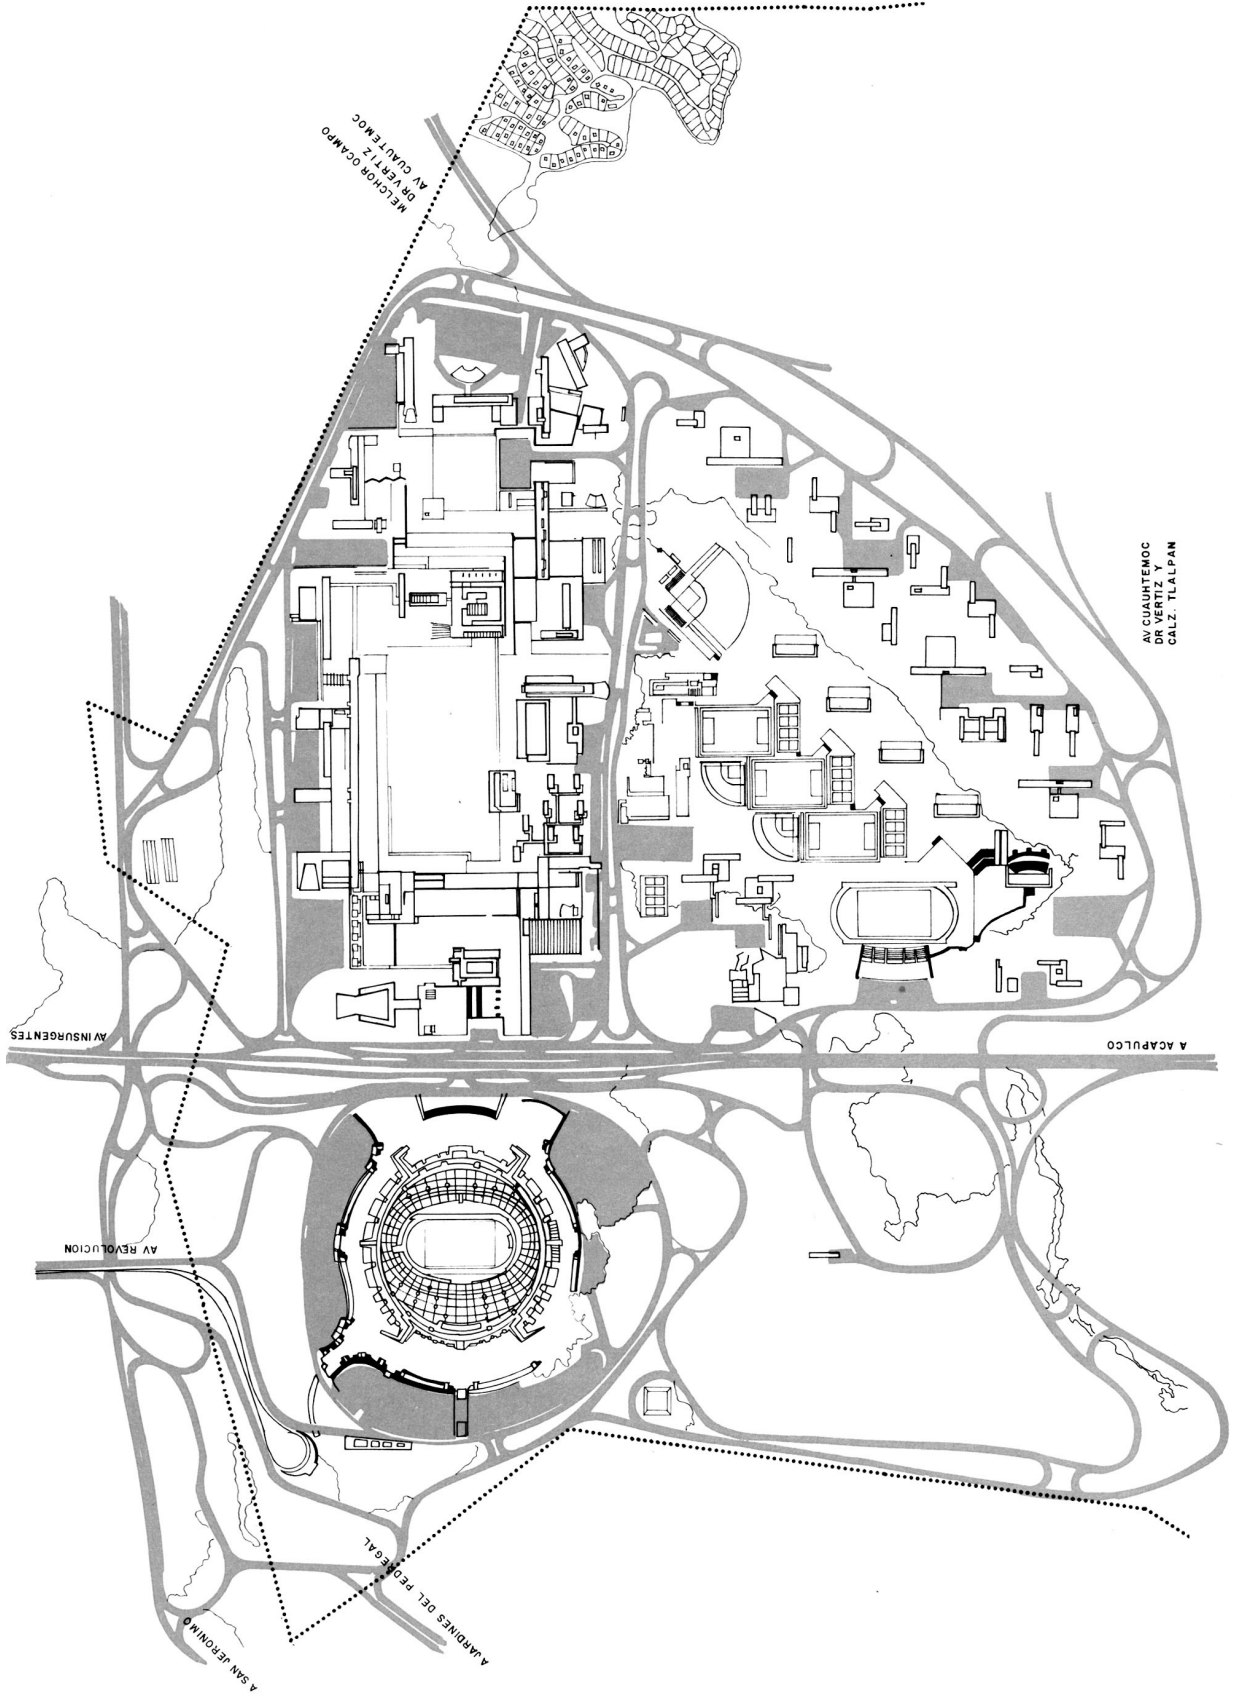 MELCHOR OCAMPO
DR VERTIZ
AV CUAUTEMOC
AV CUAUHTEMOC
DR VERTIZ Y
CALZ. TLALPAN
AV INSURGENTES
A ACAPULCO
AV REVOLUCION
A JARDINES DEL PEDREGAL
A SAN JERONIMO